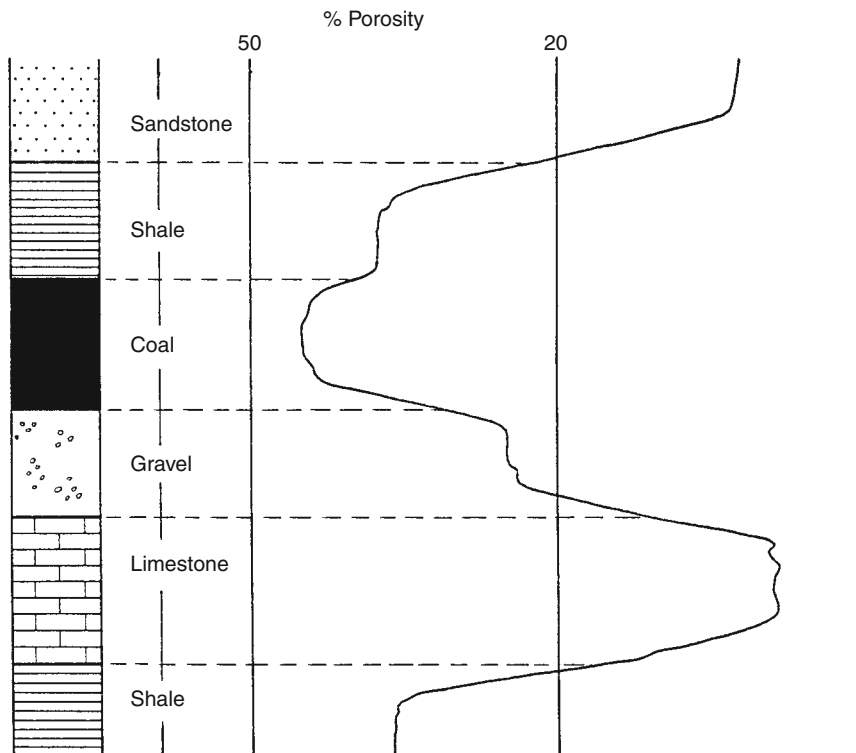 % Porosity
50 20
Sandstone
Shale
Coal
Gravel
Limestone
Shale